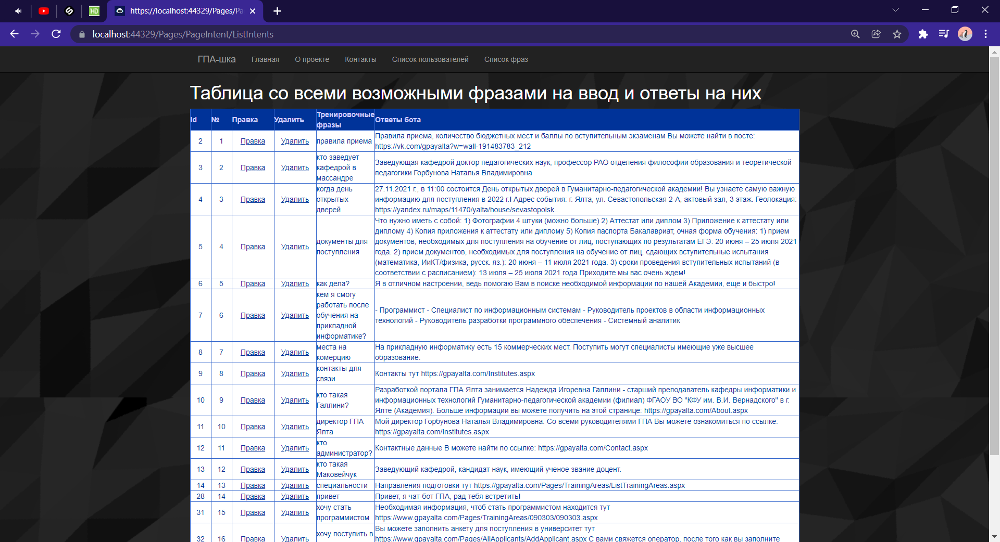 HD
https://localhost:44329/Pages/Pa
localhost:44329/Pages/PageIntent/ListIntents
ГПА-шка Главная О проекте Контакты Список пользователей Список фраз
Таблица со всеми возможными фразами на ввод и ответы на них
Id № Правка Удалить Тренировочные фразы Ответы бота
2 1 Правка Удалить правила приема
Правила приема, количество бюджетных мест и баллы по вступительным экзаменам Вы можете найти в посте:
https://vk.com/gpayalta?w=wall-191483783_212
3 2 Правка Удалить
кто заведует
кафедрой в
массандре
Заведующая кафедрой доктор педагогических наук, профессор РАО отделения философии образования и теоретической
педагогики Горбунова Наталья Владимировна
4 3 Правка Удалить
когда день
открытых
дверей
27.11.2021 г., в 11:00 состоится День открытых дверей в Гуманитарно-педагогической академии! Вы узнаете самую важную
информацию для поступления в 2022 г.! Адрес события: г. Ялта, ул. Севастопольская 2-А, актовый зал, 3 этаж. Геолокация:
https://yandex.ru/maps/11470/yalta/house/sevastopolsk..
5 4 Правка Удалить
документы для
поступления
Что нужно иметь с собой: 1) Фотографии 4 штуки (можно больше) 2) Аттестат или диплом 3) Приложение к аттестату или
диплому 4) Копия приложения к аттестату или диплому 5) Копия паспорта Бакалавриат, очная форма обучения: 1) прием
документов, необходимых для поступления на обучение от лиц, поступающих по результатам ЕГЭ: 20 июня – 25 июля 2021
года. 2) прием документов, необходимых для поступления на обучение от лиц, сдающих вступительные испытания
(математика, ИиКТ/физика, русск. яз.): 20 июня – 11 июля 2021 года. 3) сроки проведения вступительных испытаний (в
соответствии с расписанием): 13 июля – 25 июля 2021 года Приходите мы вас очень ждем!
6 5 Правка Удалить как дела? Я в отличном настроении, ведь помогаю Вам в поиске необходимой информации по нашей Академии, еще и быстро!
7 6 Правка Удалить
кем я смогу
работать после
обучения на
прикладной
информатике?
- Программист - Специалист по информационным системам - Руководитель проектов в области информационных
технологий - Руководитель разработки программного обеспечения - Системный аналитик
8 7 Правка Удалить
места на
комерцию
На прикладную информатику есть 15 коммерческих мест. Поступить могут специалисты имеющие уже высшее
образование.
9 8 Правка Удалить
контакты для
связи
Контакты тут https://gpayalta.com/Institutes.aspx
10 9 Правка Удалить
кто такая
Галлини?
Разработкой портала ГПА Ялта занимается Надежда Игоревна Галлини - старший преподаватель кафедры информатики и
информационных технологий Гуманитарно-педагогической академии (филиал) ФГАОУ ВО "КФУ им. В.И. Вернадского" в г.
Ялте (Академия). Больше информации вы можете получить на этой странице: https://gpayalta.com/About.aspx
11 10 Правка Удалить
директор ГПА
Ялта
Мой директор Горбунова Наталья Владимировна. Со всеми руководителями ГПА Вы можете ознакомиться по ссылке:
https://gpayalta.com/Institutes.aspx
12 11 Правка Удалить
кто
администратор?
Контактные данные В можете найти по ссылке: https://gpayalta.com/Contact.aspx
13 12 Правка Удалить
кто такая
Маковейчук
Заведующий кафедрой, кандидат наук, имеющий ученое звание доцент.
14 13 Правка Удалить специальности Направления подготовки тут https://gpayalta.com/Pages/TrainingAreas/ListTrainingAreas.aspx
28 14 Правка Удалить привет Привет, я чат-бот ГПА, рад тебя встретить!
31 15 Правка Удалить
хочу стать
программистом
Необходимая информация, чтоб стать программистом находится тут
https://www.gpayalta.com/Pages/TrainingAreas/090303/090303.aspx
32 16 Правка Удалить
хочу поступить в
Вы можете заполнить анкету для поступления в университет тут
https://www.gpayalta.com/Pages/AllApplicants/AddApplicant.aspx С вами свяжется оператор, после того как вы заполните